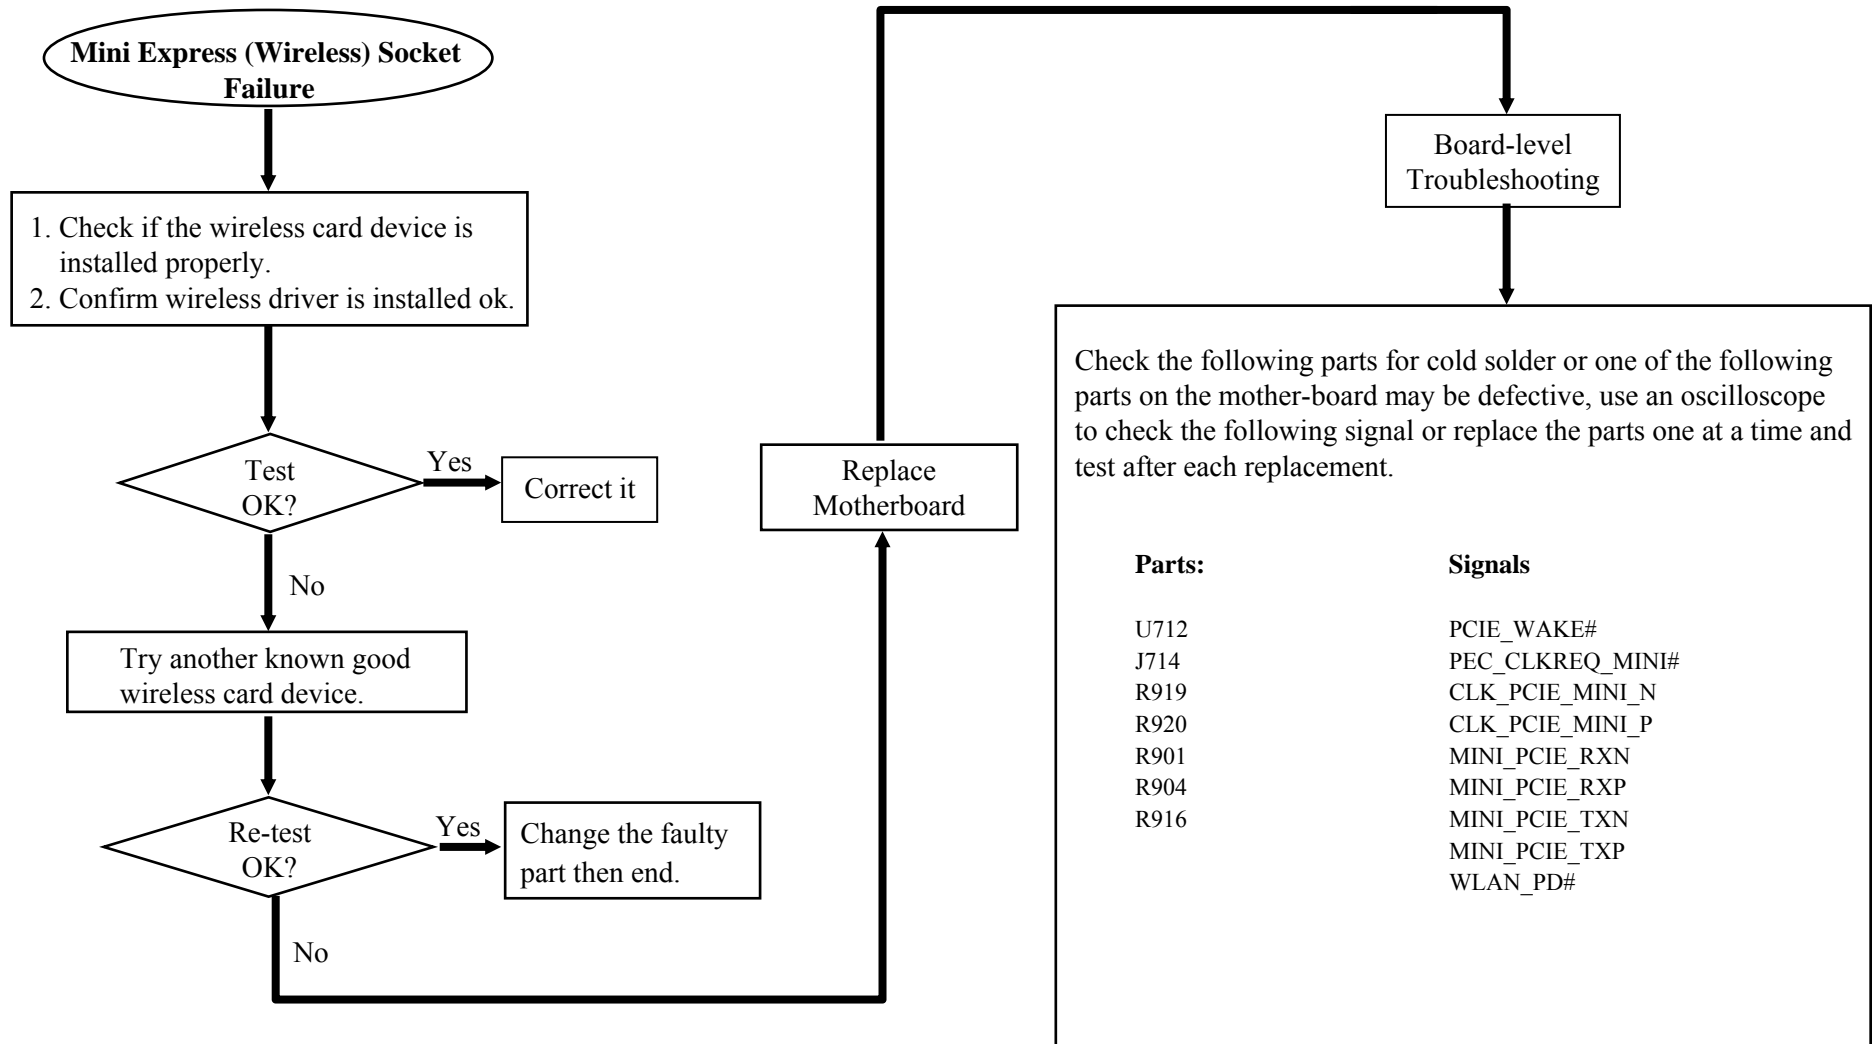 Mini Express (Wireless) Socket
Failure
1. Check if the wireless card device is
installed properly.
2. Confirm wireless driver is installed ok.
Test
OK?
Yes
Correct it
No
Try another known good
wireless card device.
Re-test
OK?
Yes
Change the faulty
part then end.
No
Replace
Motherboard
Board-level
Troubleshooting
Check the following parts for cold solder or one of the following
parts on the mother-board may be defective, use an oscilloscope
to check the following signal or replace the parts one at a time and
test after each replacement.
Parts:
U712
J714
R919
R920
R901
R904
R916
Signals
PCIE_WAKE#
PEC_CLKREQ_MINI#
CLK_PCIE_MINI_N
CLK_PCIE_MINI_P
MINI_PCIE_RXN
MINI_PCIE_RXP
MINI_PCIE_TXN
MINI_PCIE_TXP
WLAN_PD#